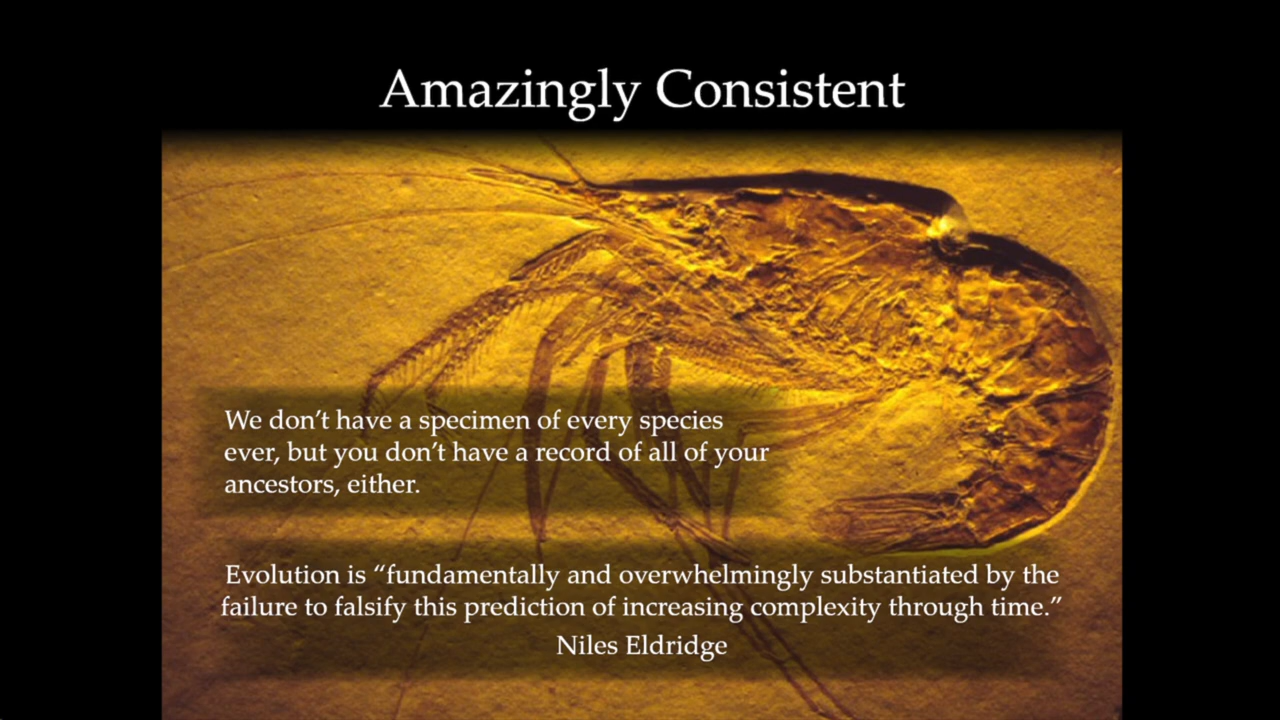 Amazingly Consistent
We don’t have a specimen of every species
ever, but you don’t have a record of all of your
ancestors, either.
Evolution is “fundamentally and overwhelmingly substantiated by the
failure to falsify this prediction of increasing complexity through time.”
Niles Eldridge